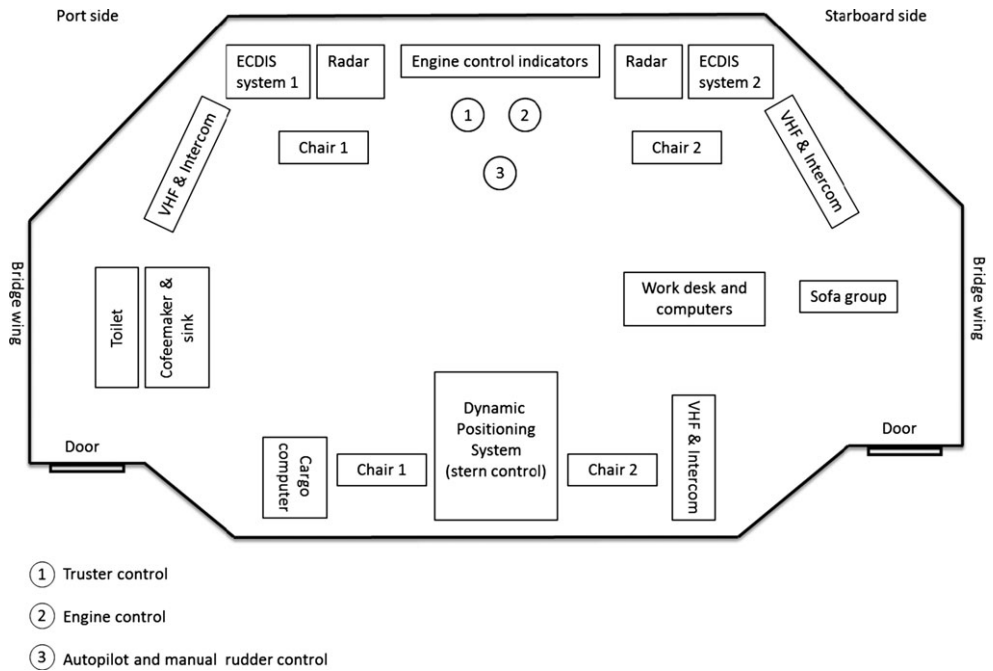 Port side
Starboard side
ECDIS
system 1
Radar
Engine control indicators
Radar
ECDIS
system 2
1
2
3
VHF & Intercom
Chair 1
Chair 2
VHF & Intercom
Bridge wing
Toilet
Cofeemaker &
sink
Work desk and
computers
Sofa group
Bridge wing
Door
Door
Cargo
computer
Chair 1
Dynamic
Positioning
System
(stern control)
Chair 2
VHF & Intercom
1 Truster control
2 Engine control
3 Autopilot and manual rudder control